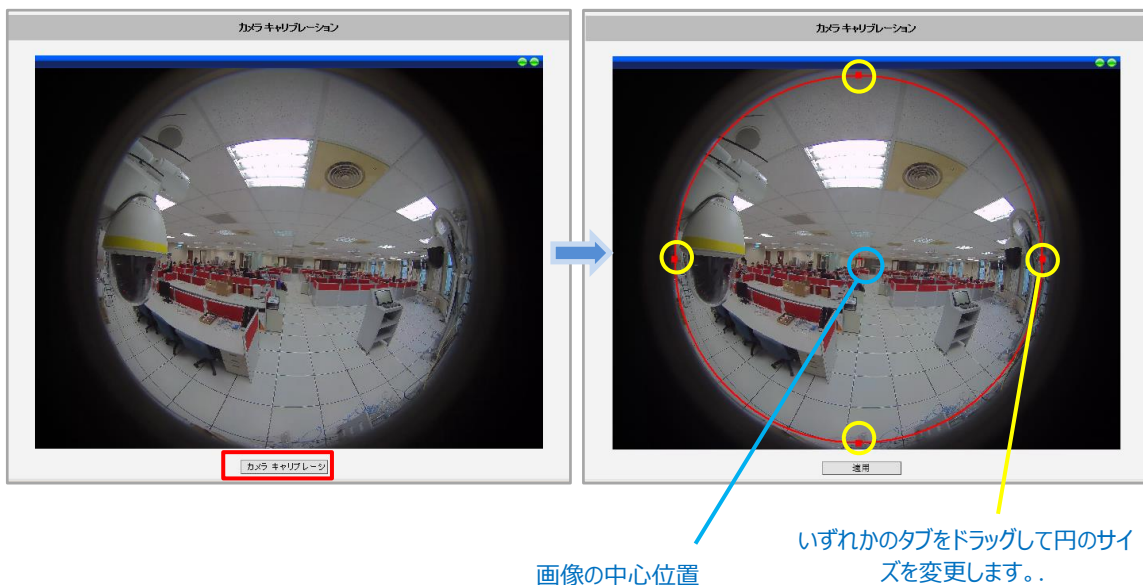 カメラ キャリブレーション
カメラ キャリブレーション
カメラ キャリブレーシ
適用
画像の中心位置
いずれかのタブをドラッグして円のサイ
ズを変更します。.